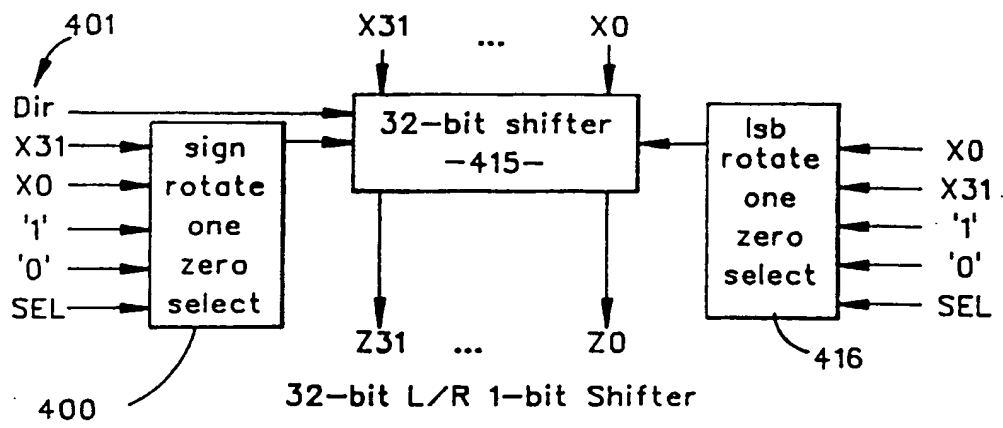 401
X31 ... X0
Dir
X31
X0
'1'
'0'
SEL
sign
rotate
one
zero
select
32-bit shifter
-415-
lsb
rotate
one
zero
select
X0
X31
'1'
'0'
SEL
Z31 ... Z0
400
416
32-bit L/R 1-bit Shifter